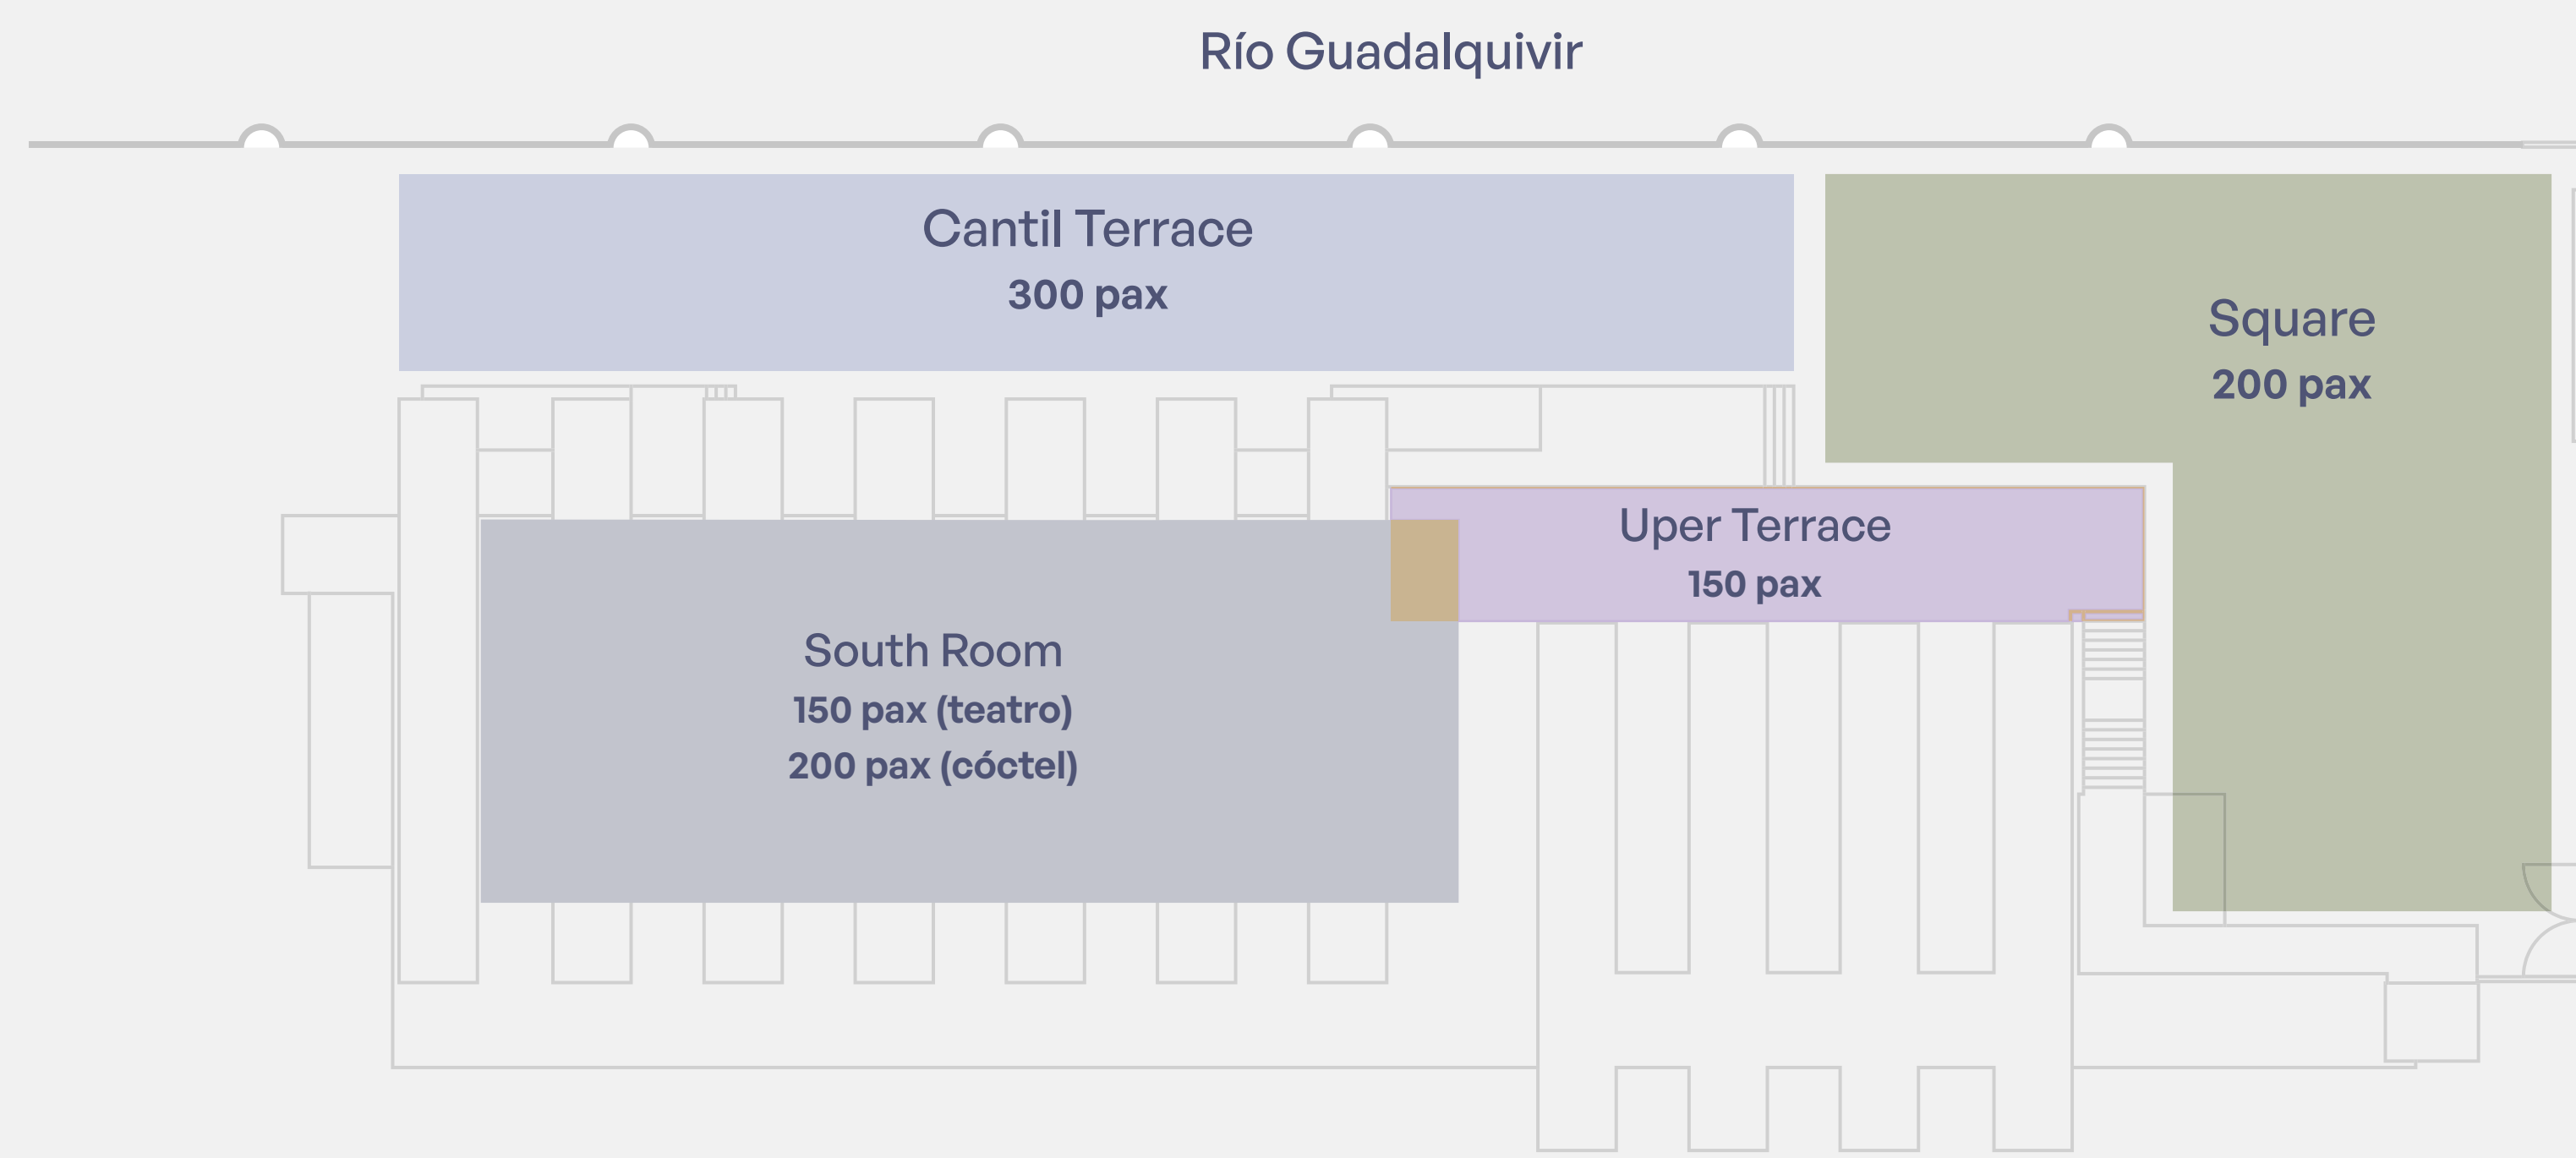 Río Guadalquivir
Cantil Terrace
300 pax
Square
200 pax
Uper Terrace
150 pax
South Room
150 pax (teatro)
200 pax (cóctel)